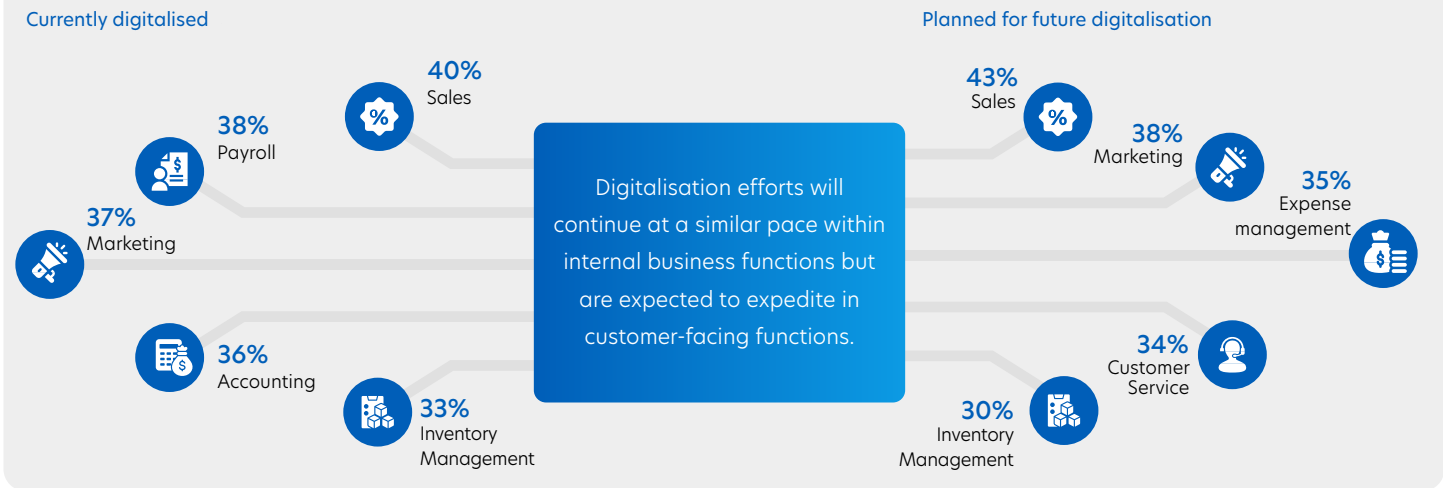 Currently digitalised
40%
Sales
38%
Payroll
37%
Marketing
36%
Accounting
33%
Inventory
Management
Digitalisation efforts will
continue at a similar pace within
internal business functions but
are expected to expedite in
customer-facing functions.
Planned for future digitalisation
43%
Sales
38%
Marketing
35%
Expense
management
34%
Customer
Service
30%
Inventory
Management